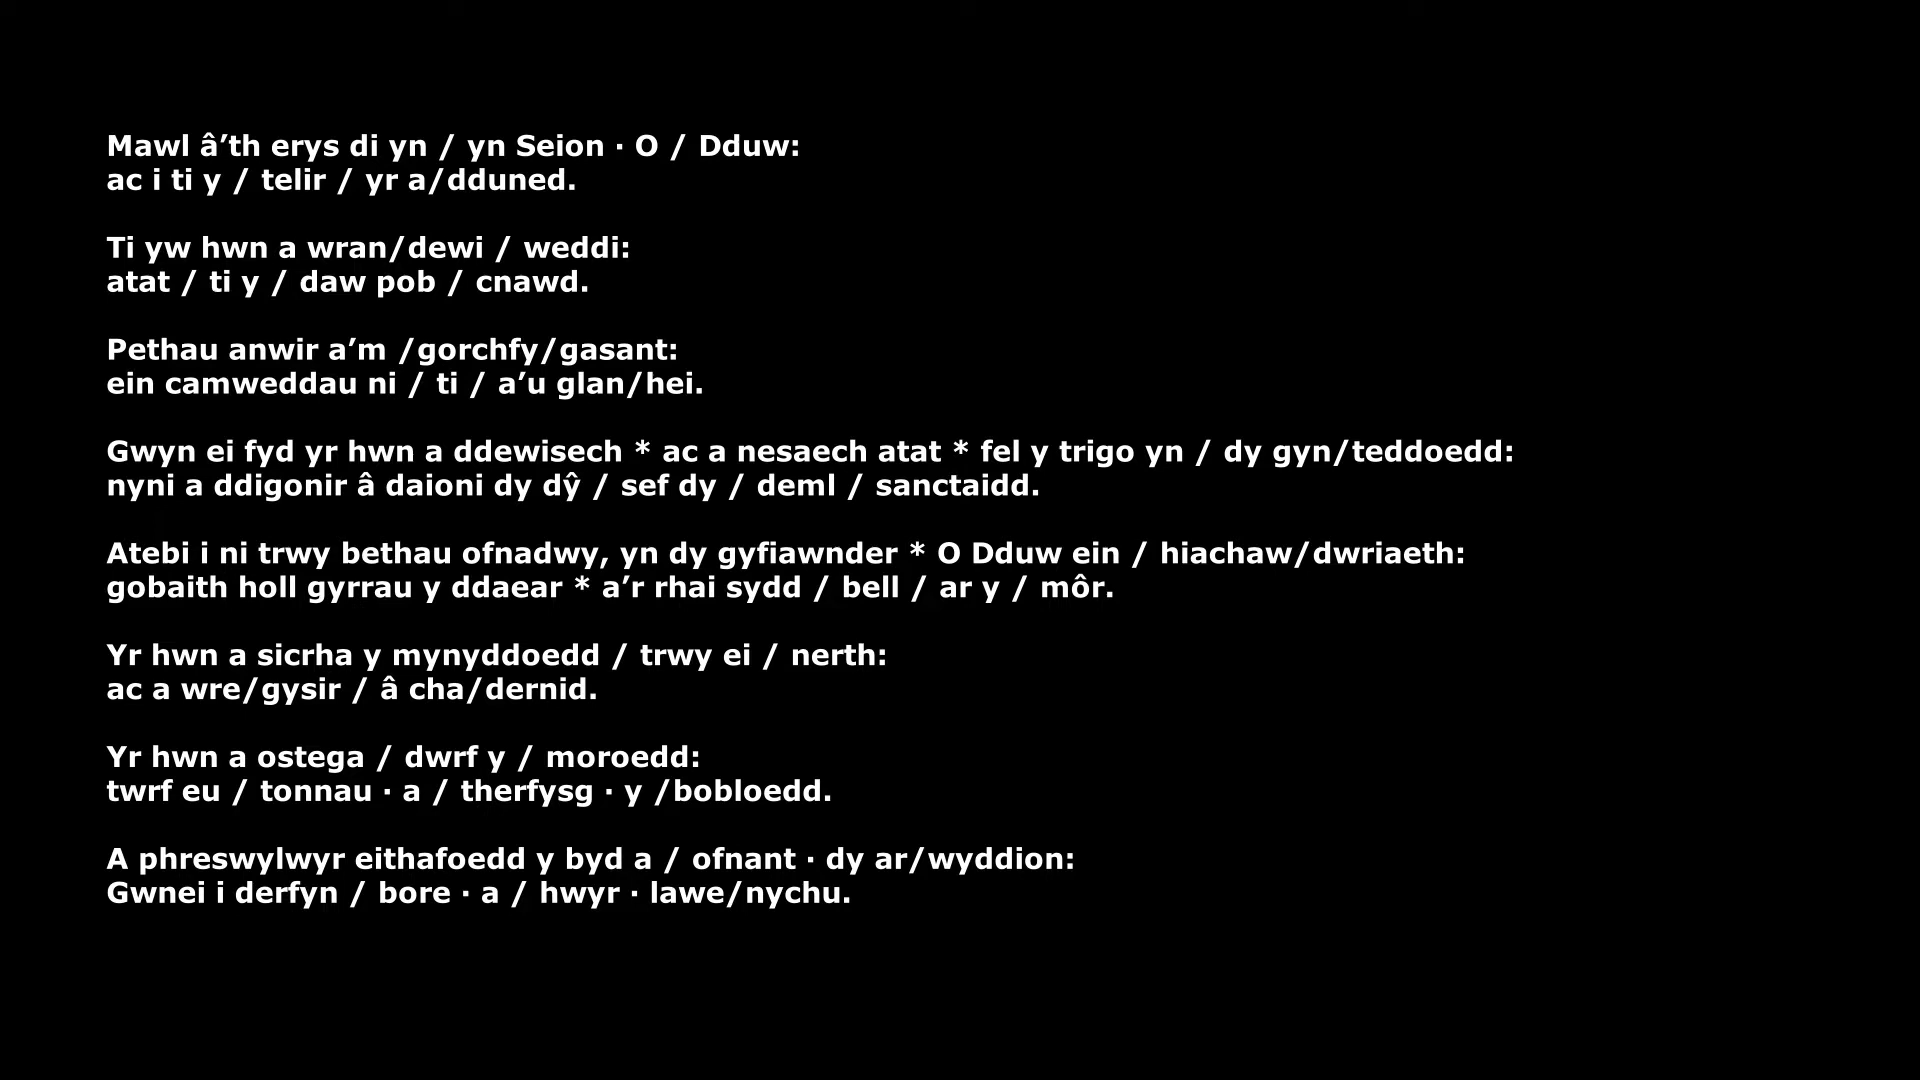 Mawl â’th erys di yn / yn Seion · O / Dduw:
ac i ti y / telir / yr a/dduned.
Ti yw hwn a wran/dewi / weddi:
atat / ti y / daw pob / cnawd.
Pethau anwir a’m /gorchfy/gasant:
ein camweddau ni / ti / a’u glan/hei.
Gwyn ei fyd yr hwn a ddewisech * ac a nesaech atat * fel y trigo yn / dy gyn/teddoedd:
nyni a ddigonir â daioni dy dŷ / sef dy / deml / sanctaidd.
Atebi i ni trwy bethau ofnadwy, yn dy gyfiawnder * O Dduw ein / hiachaw/dwriaeth:
gobaith holl gyrrau y ddaear * a’r rhai sydd / bell / ar y / môr.
Yr hwn a sicrha y mynyddoedd / trwy ei / nerth:
ac a wre/gysir / â cha/dernid.
Yr hwn a ostega / dwrf y / moroedd:
twrf eu / tonnau · a / therfysg · y /bobloedd.
A phreswylwyr eithafoedd y byd a / ofnant · dy ar/wyddion:
Gwnei i derfyn / bore · a / hwyr · lawe/nychu.